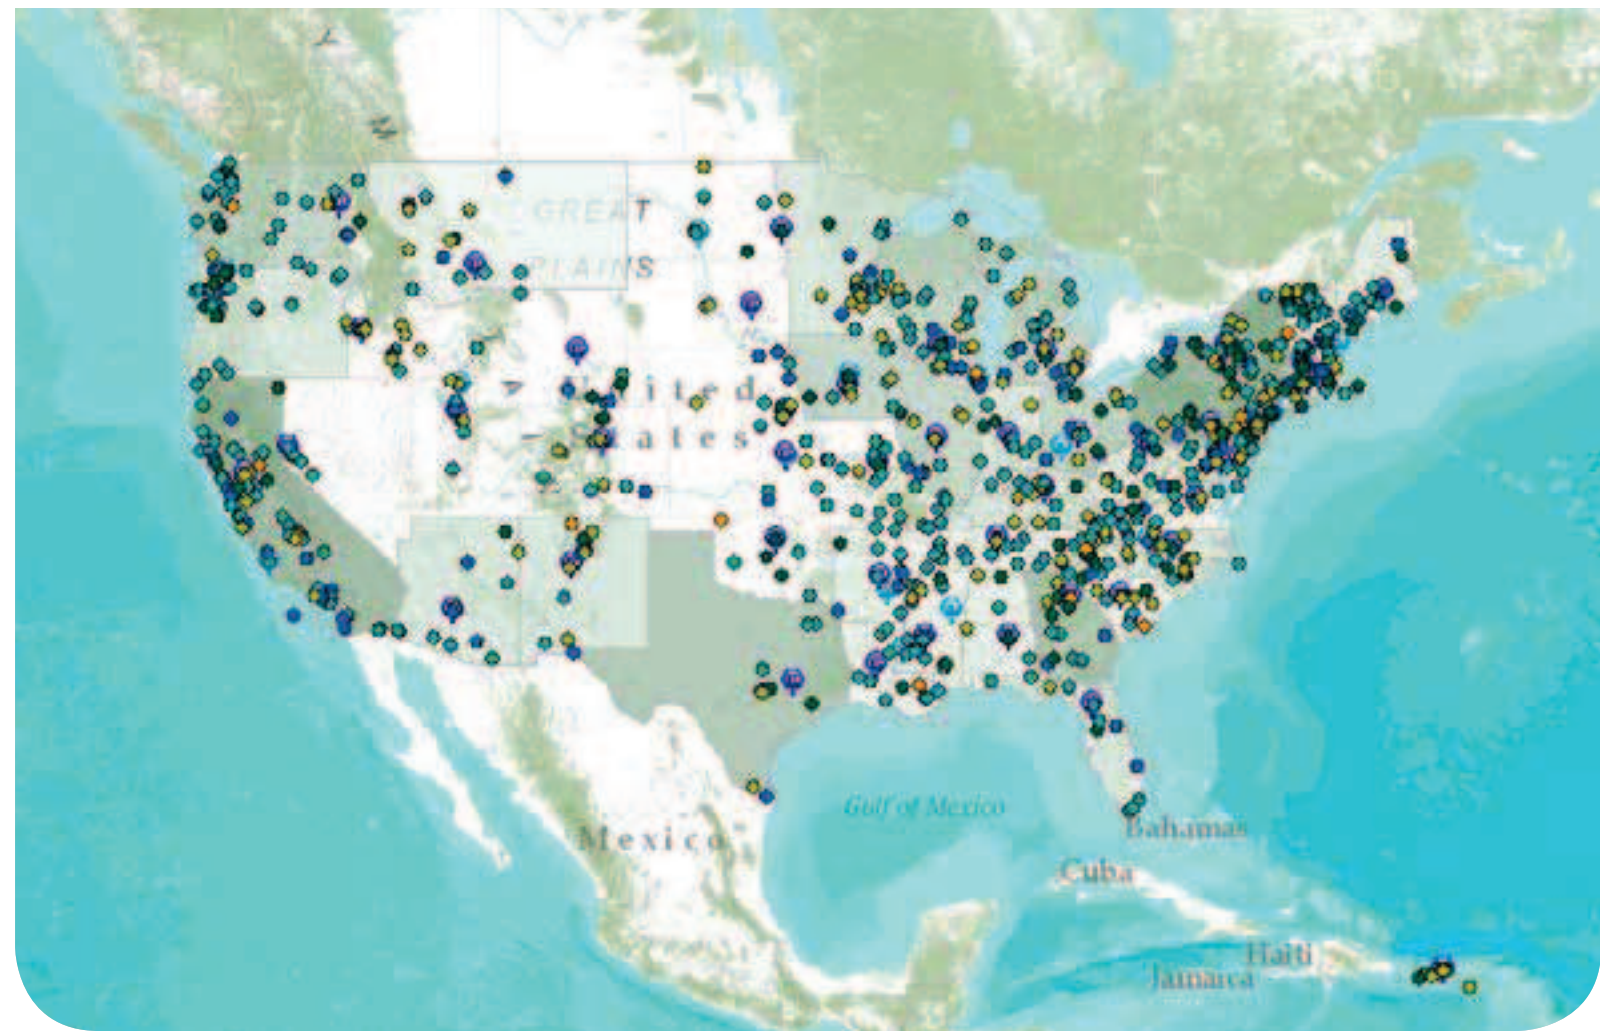 GREAT
PLAINS
United
States
Gulf of Mexico
Mexico
Bahamas
Cuba
Haiti
Jamaica